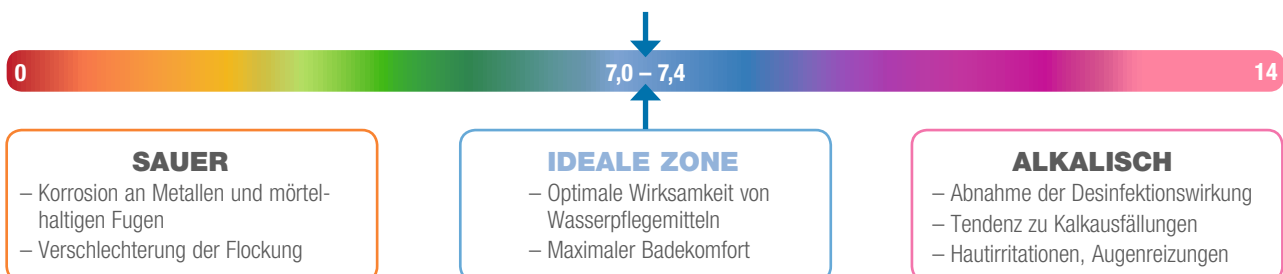 0
7,0 – 7,4
14
SAUER
– Korrosion an Metallen und mörtel-
haltigen Fugen
– Verschlechterung der Flockung
IDEALE ZONE
– Optimale Wirksamkeit von
Wasserpflegemitteln
– Maximaler Badekomfort
ALKALISCH
– Abnahme der Desinfektionswirkung
– Tendenz zu Kalkausfällungen
– Hautirritationen, Augenreizungen